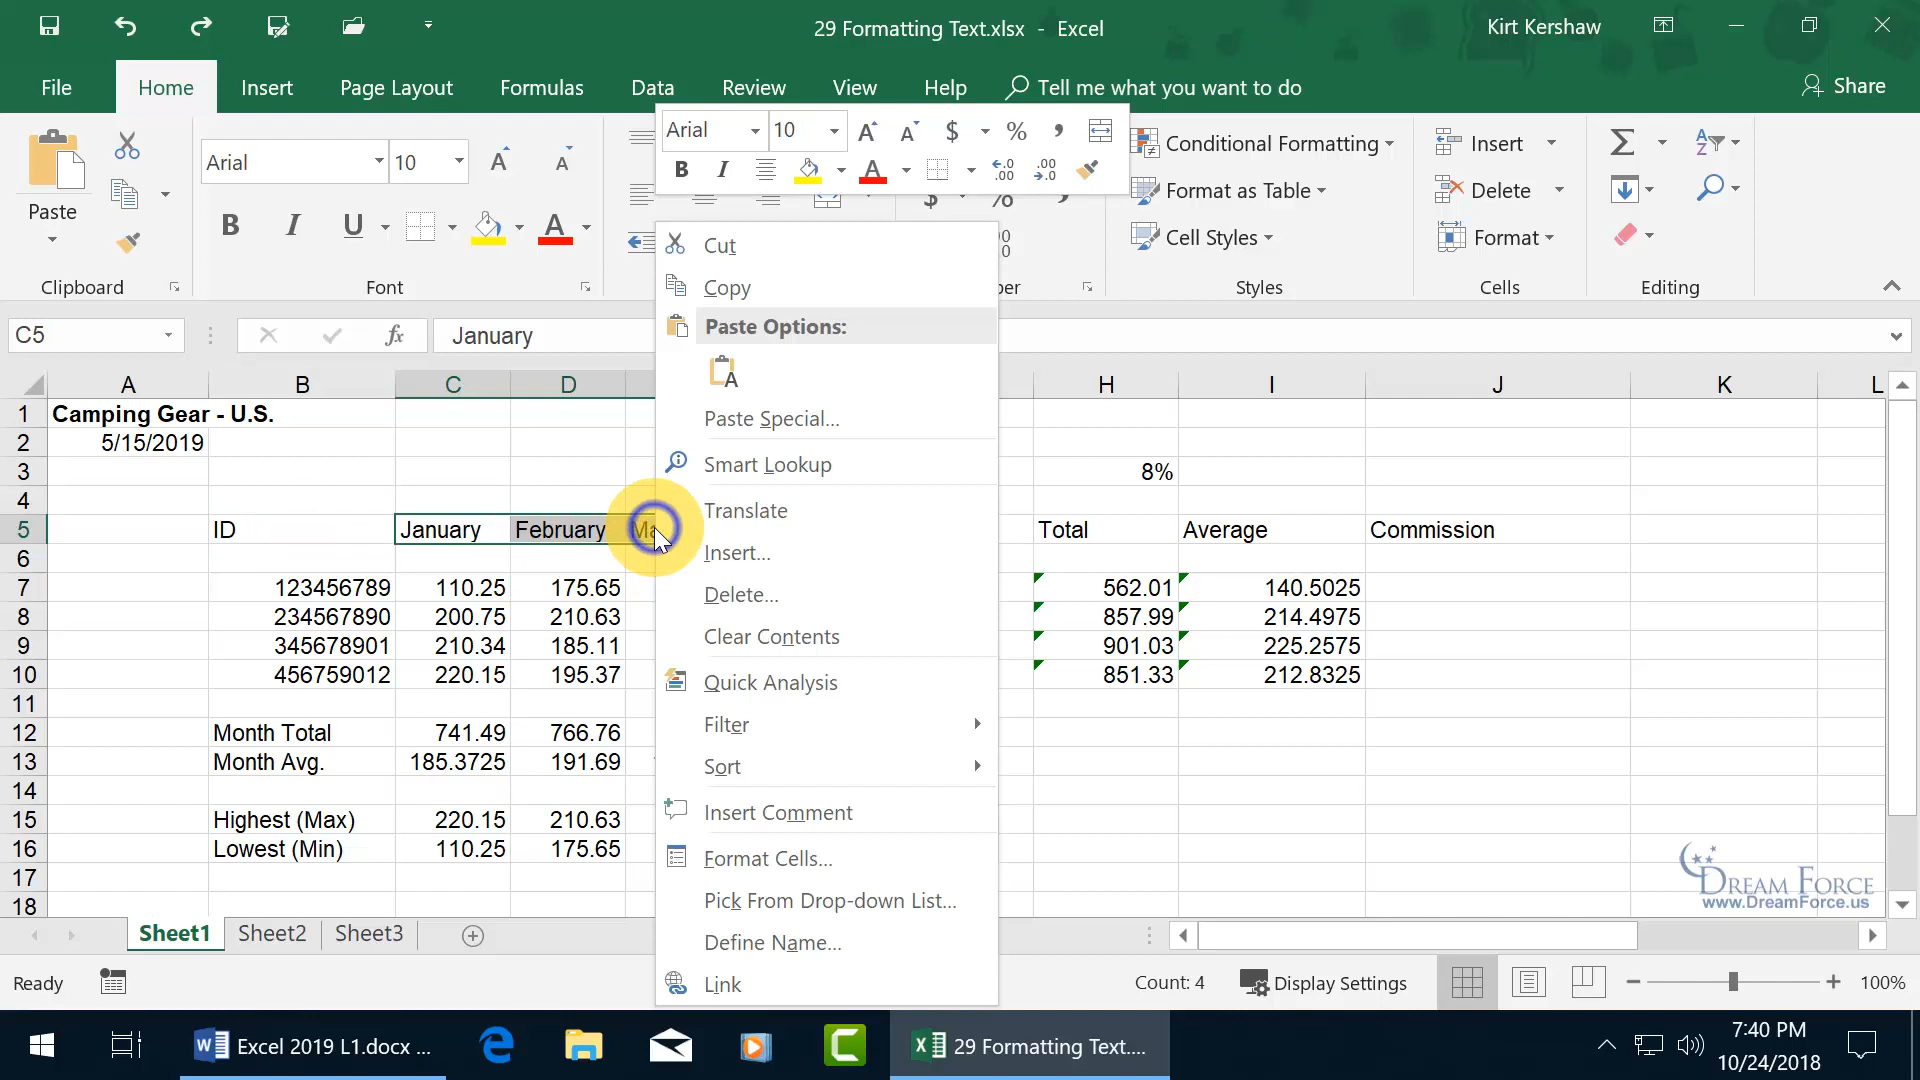 29 Formatting Text.xlsx - Excel
Kirt Kershaw
File Home Insert Page Layout Formulas Data Review View Help Tell me what you want to do Share
Arial 10 A A $ % ,
B I A .0 .00 .00 .0
Paste
Arial 10 A A
B I U A
Conditional Formatting
Format as Table
Cell Styles
Insert
Delete
Format
Clipboard Font Styles Cells Editing
C5 fx January
Cut
Copy
Paste Options:
Paste Special...
Smart Lookup
Translate
Insert...
Delete...
Clear Contents
Quick Analysis
Filter
Sort
Insert Comment
Format Cells...
Pick From Drop-down List...
Define Name...
Link
A B C D H I J K L
1 Camping Gear - U.S.
2 5/15/2019
3 8%
4
5 ID January February Total Average Commission
6
7 123456789 110.25 175.65 562.01 140.5025
8 234567890 200.75 210.63 857.99 214.4975
9 345678901 210.34 185.11 901.03 225.2575
10 456759012 220.15 195.37 851.33 212.8325
11
12 Month Total 741.49 766.76
13 Month Avg. 185.3725 191.69
14
15 Highest (Max) 220.15 210.63
16 Lowest (Min) 110.25 175.65
17
18
DREAM FORCE
www.DreamForce.us
Sheet1 Sheet2 Sheet3
Ready Count: 4 Display Settings 100%
Excel 2019 L1.docx ... 29 Formatting Text....
7:40 PM
10/24/2018